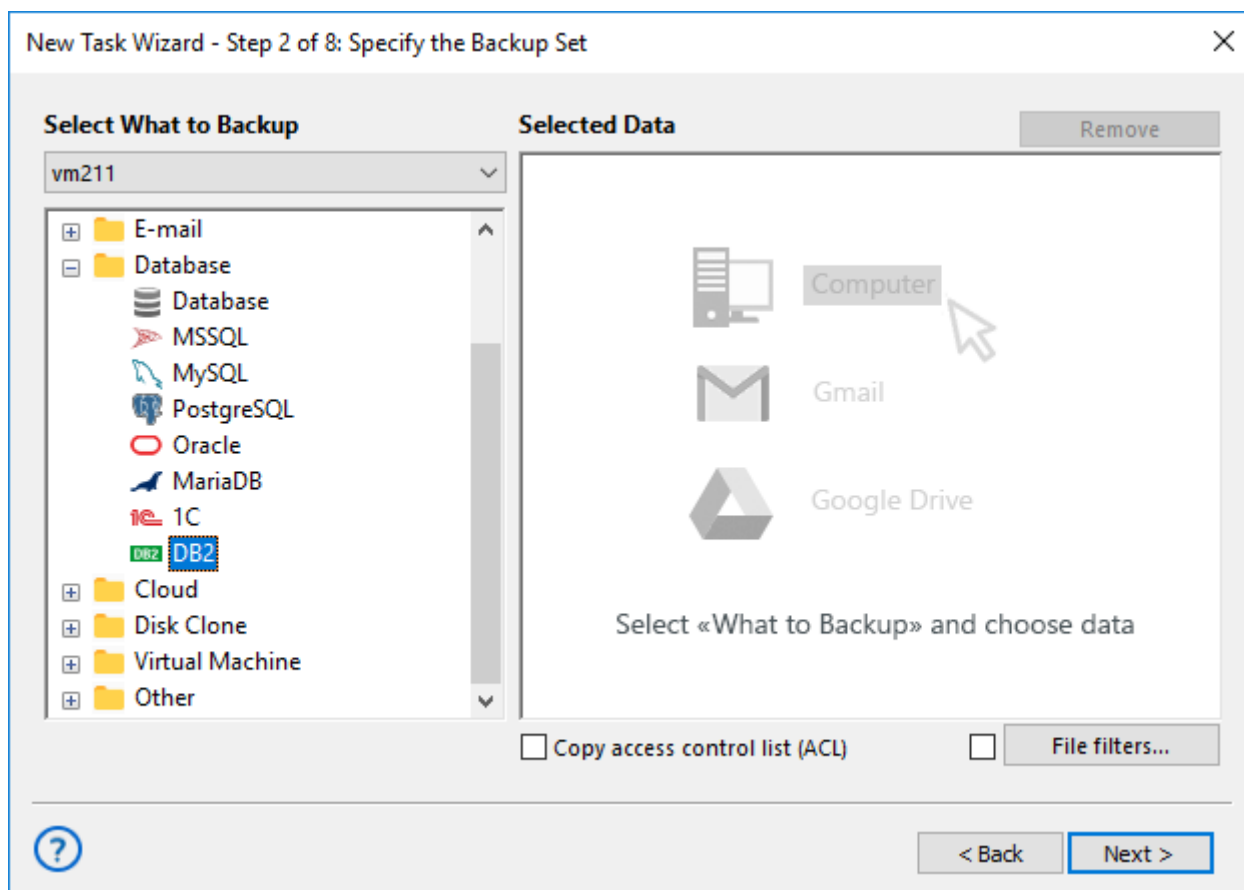 New Task Wizard - Step 2 of 8: Specify the Backup Set
Select What to Backup
vm211
E-mail
Database
Database
MSSQL
MySQL
PostgreSQL
Oracle
MariaDB
1C
DB2 DB2
Cloud
Disk Clone
Virtual Machine
Other
Selected Data
Remove
Computer
Gmail
Google Drive
Select «What to Backup» and choose data
Copy access control list (ACL)
File filters...
?
< Back
Next >